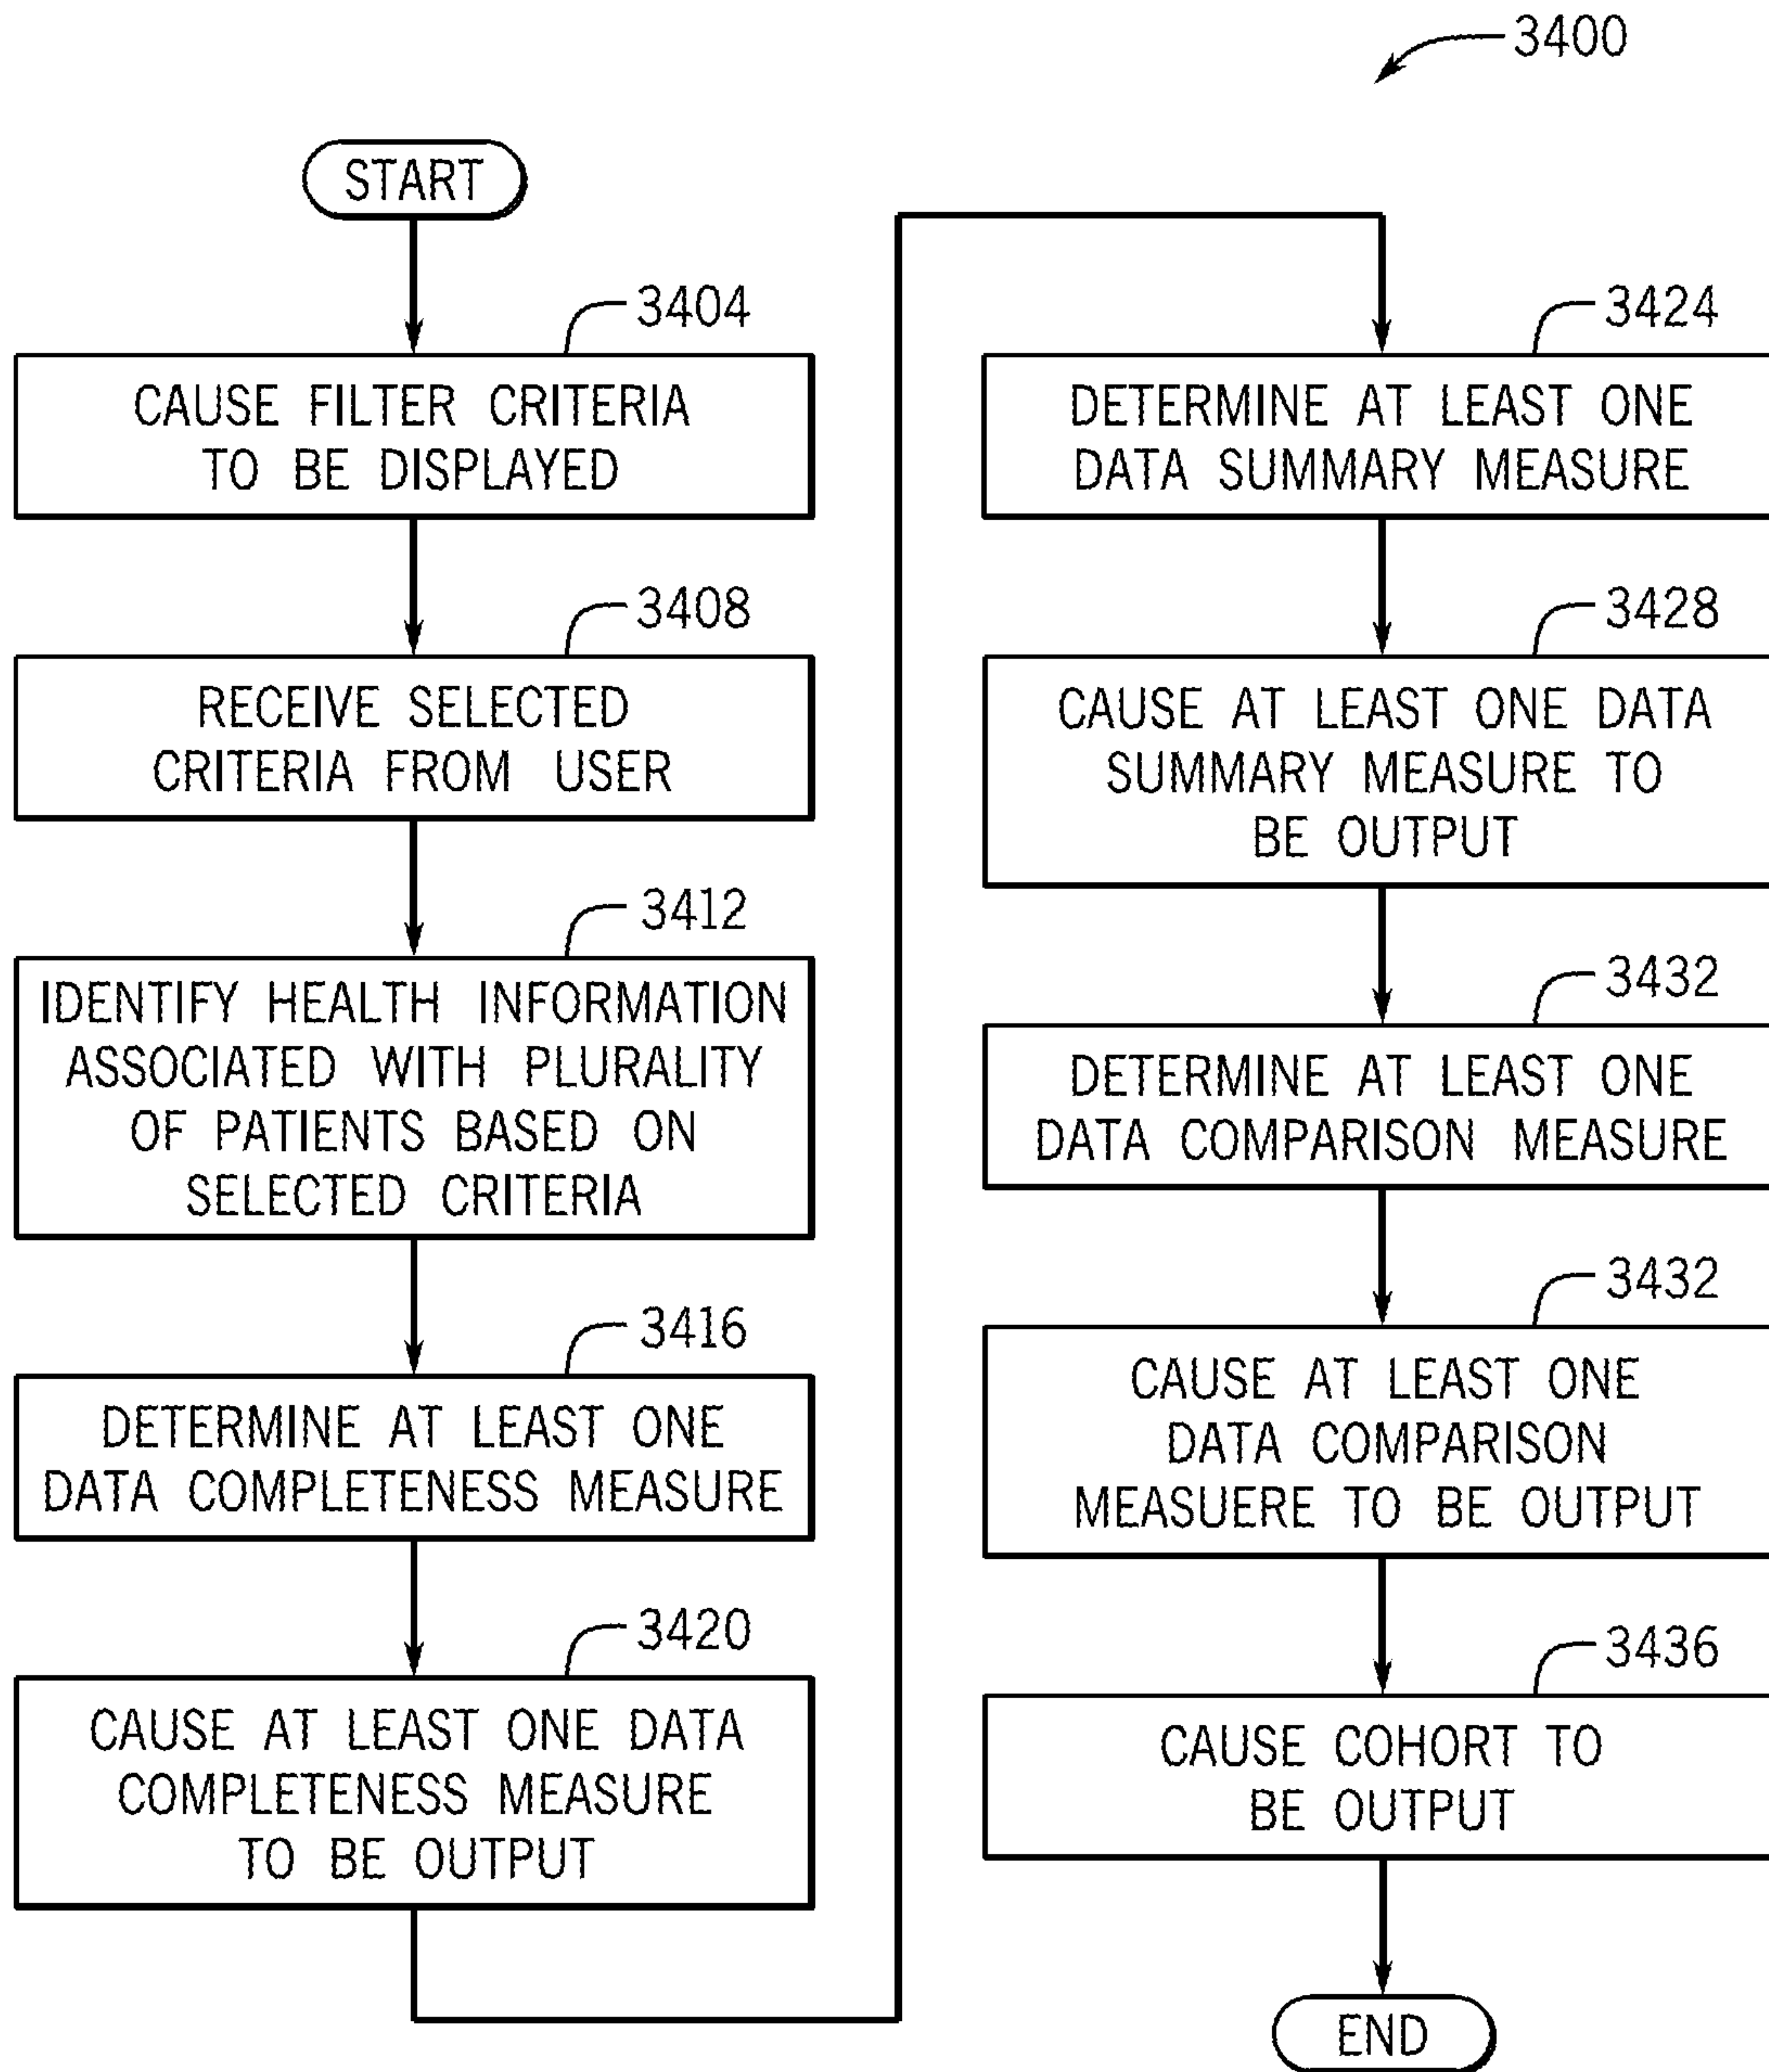 3400
START
3404
CAUSE FILTER CRITERIA
TO BE DISPLAYED
3408
RECEIVE SELECTED
CRITERIA FROM USER
3412
IDENTIFY HEALTH INFORMATION
ASSOCIATED WITH PLURALITY
OF PATIENTS BASED ON
SELECTED CRITERIA
3416
DETERMINE AT LEAST ONE
DATA COMPLETENESS MEASURE
3420
CAUSE AT LEAST ONE DATA
COMPLETENESS MEASURE
TO BE OUTPUT
3424
DETERMINE AT LEAST ONE
DATA SUMMARY MEASURE
3428
CAUSE AT LEAST ONE DATA
SUMMARY MEASURE TO
BE OUTPUT
3432
DETERMINE AT LEAST ONE
DATA COMPARISON MEASURE
3432
CAUSE AT LEAST ONE
DATA COMPARISON
MEASUERE TO BE OUTPUT
3436
CAUSE COHORT TO
BE OUTPUT
END